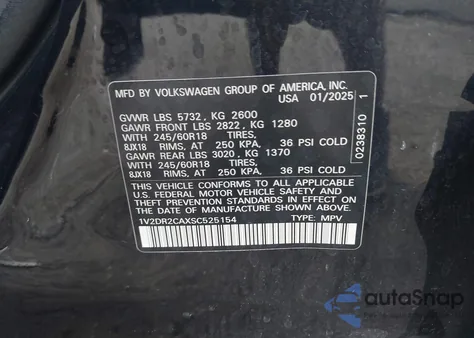 MFD. BY VOLKSWAGEN GROUP OF AMERICA, INC.
USA 01/2025
GVWR LBS 5732 , KG 2600
GAWR FRONT LBS 2822 , KG 1280
WITH 245/60R18 TIRES,
8JX18 RIMS, AT 250 KPA, 36 PSI COLD
GAWR REAR LBS 3020 , KG 1370
WITH 245/60R18 TIRES,
8JX18 RIMS, AT 250 KPA, 36 PSI COLD
THIS VEHICLE CONFORMS TO ALL APPLICABLE
U.S. FEDERAL MOTOR VEHICLE SAFETY AND
THEFT PREVENTION STANDARDS IN EFFECT ON
THE DATE OF MANUFACTURE SHOWN ABOVE.
1V2DR2CAXSC525154 TYPE: MPV
0238310 1
autoSnap